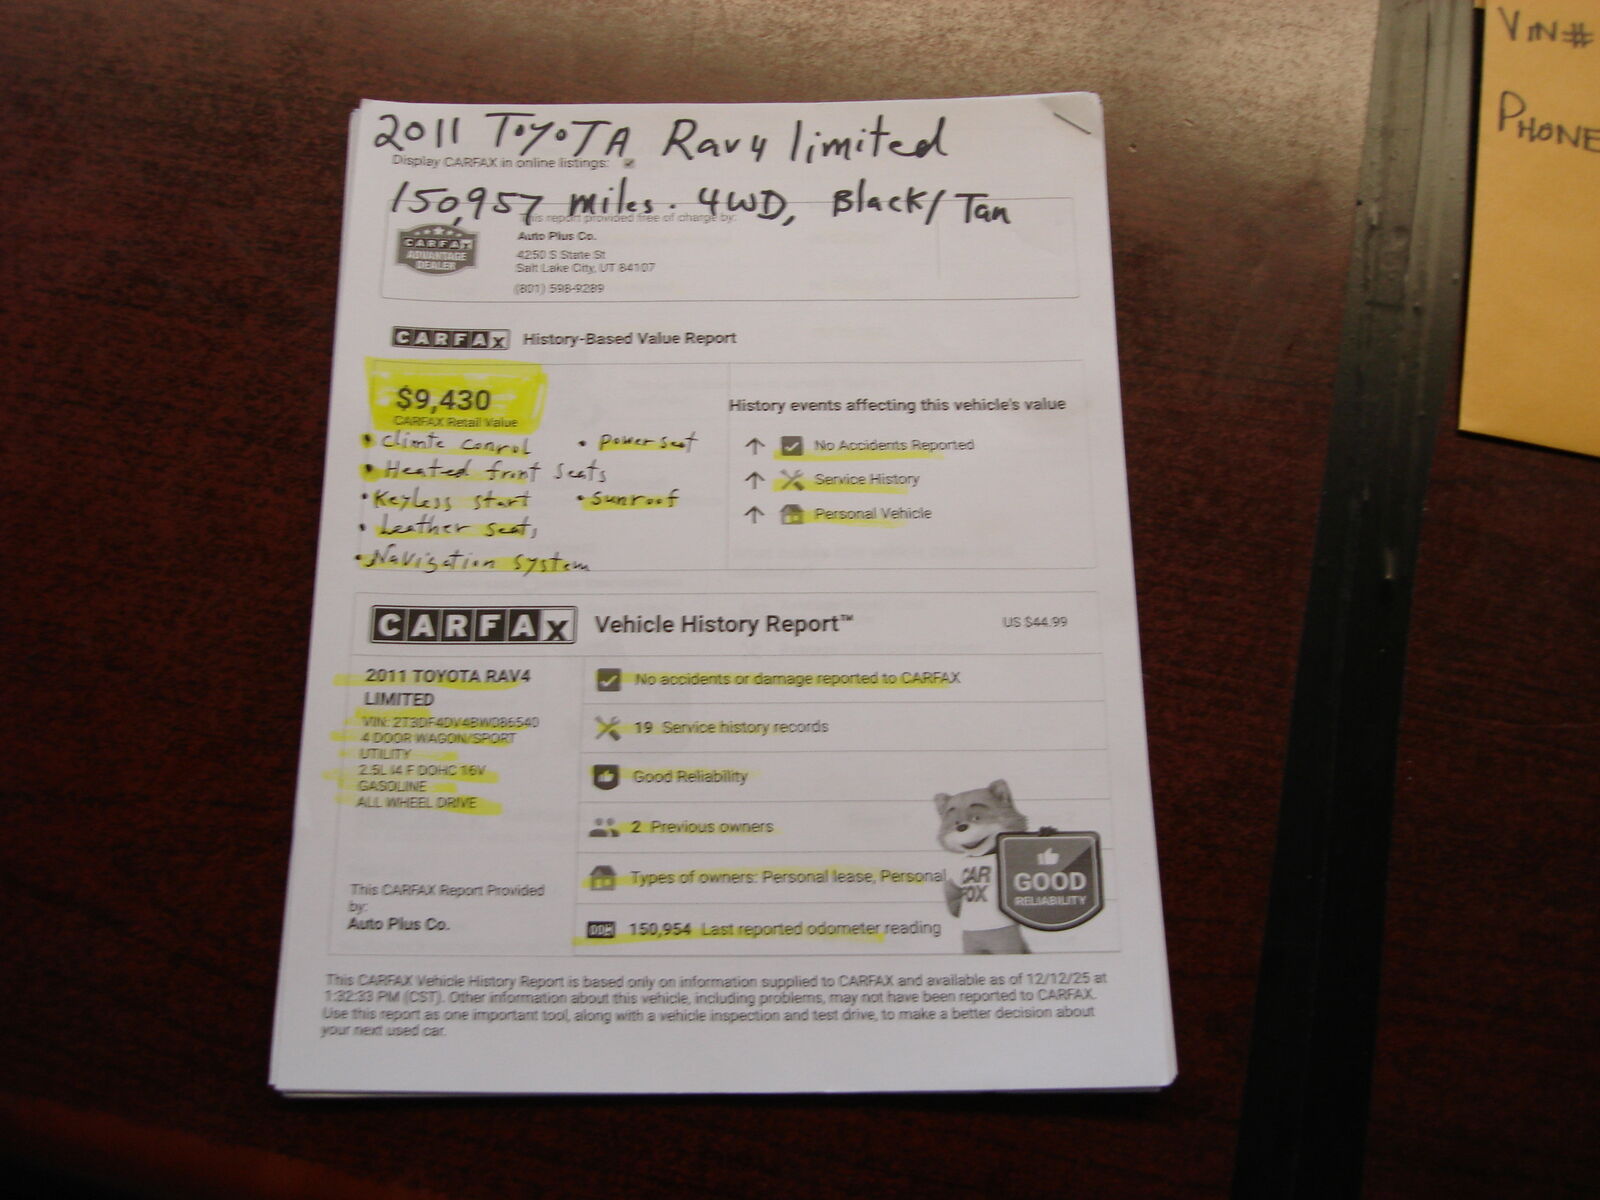 2011 TOYOTA Rav4 limited
Display CARFAX in online listings:
150,957 miles. 4WD, Black/Tan
This report provided free of charge by:
CARFAX
ADVANTAGE
DEALER
Auto Plus Co.
4250 S State St
Salt Lake City, UT 84107
(801) 598-9289
CARFAX History-Based Value Report
$9,430
CARFAX Retail Value
• Climte Conrol • power seat
• Heated front Seats
• Keyless start • Sunroof
• Leather seats
• Navigation system
History events affecting this vehicle's value
No Accidents Reported
Service History
Personal Vehicle
CARFAX Vehicle History Report™ US $44.99
2011 TOYOTA RAV4
LIMITED
VIN: 2T3DF4DV4BW086540
4 DOOR WAGON/SPORT
UTILITY
2.5L I4 F DOHC 16V
GASOLINE
ALL WHEEL DRIVE
This CARFAX Report Provided
by:
Auto Plus Co.
No accidents or damage reported to CARFAX
19 Service history records
Good Reliability
2 Previous owners
Types of owners: Personal lease, Personal
150,954 Last reported odometer reading
CAR
FOX
GOOD
RELIABILITY
This CARFAX Vehicle History Report is based only on information supplied to CARFAX and available as of 12/12/25 at
1:32:33 PM (CST). Other information about this vehicle, including problems, may not have been reported to CARFAX.
Use this report as one important tool, along with a vehicle inspection and test drive, to make a better decision about
your next used car.
VIN#
PHONE